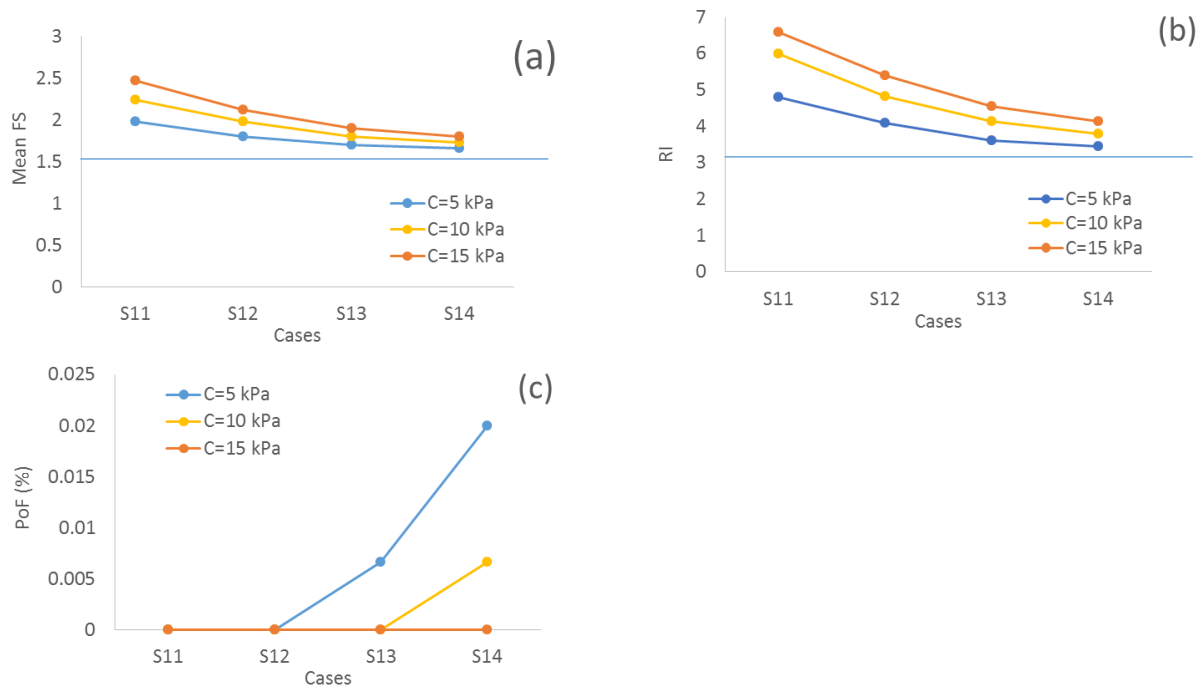 (a)
Mean FS
3
2.5
2
1.5
1
0.5
0
C=5 kPa
C=10 kPa
C=15 kPa
S11 S12 S13 S14
Cases
(b)
RI
7
6
5
4
3
2
1
0
C=5 kPa
C=10 kPa
C=15 kPa
S11 S12 S13 S14
Cases
(c)
PoF (%)
0.025
0.02
0.015
0.01
0.005
0
C=5 kPa
C=10 kPa
C=15 kPa
S11 S12 S13 S14
Cases